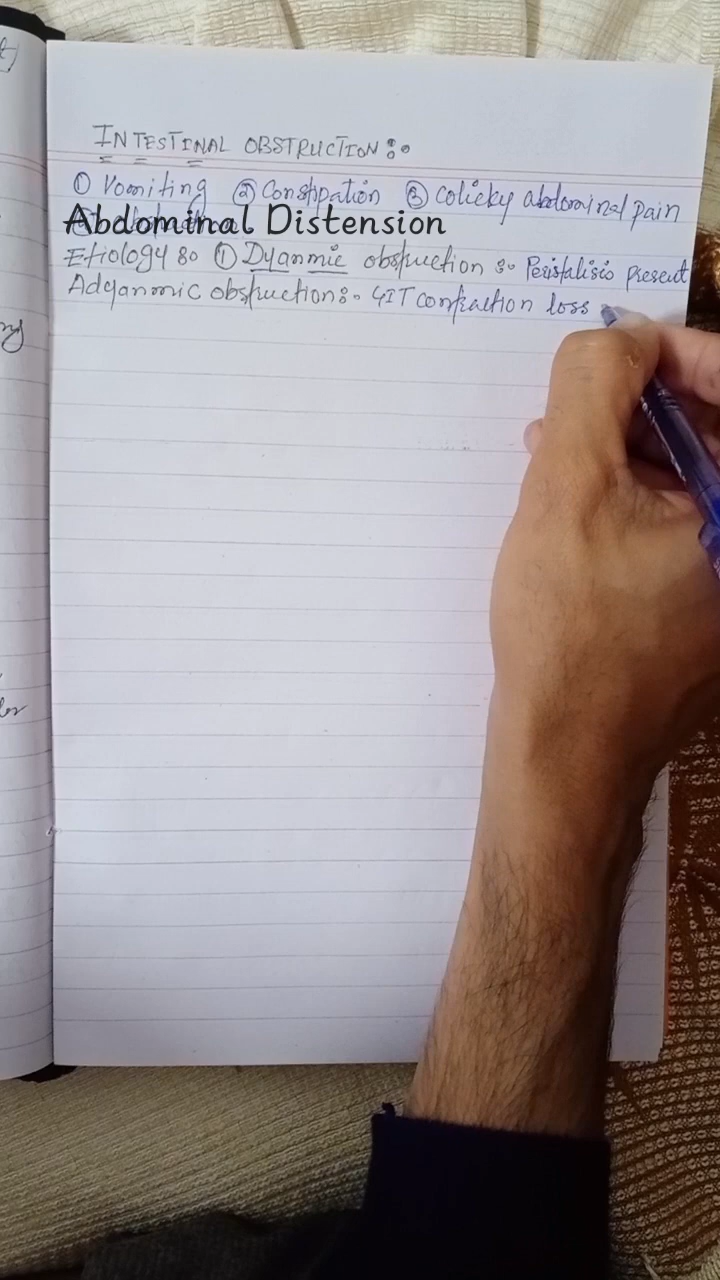 INTESTINAL OBSTRUCTION :-
① Vomiting ② Constipation ③ Colicky abdominal pain
Abdominal Distension
Etiology :- ① Dyanmic obstruction :- Peristalisis present
Adyanmic obstruction :- GIT contraction loss